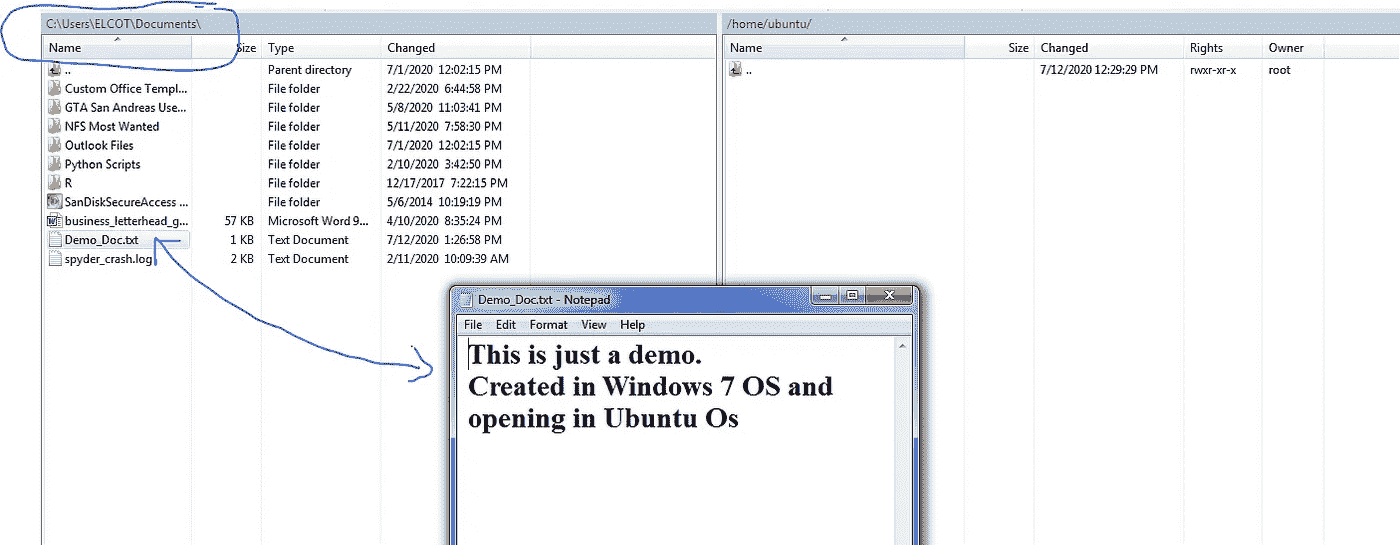 C:\Users\ELCOT\Documents\
Name Size Type Changed
.. Parent directory 7/1/2020 12:02:15 PM
Custom Office Templ... File folder 2/22/2020 6:44:58 PM
GTA San Andreas Use... File folder 5/8/2020 11:03:41 PM
NFS Most Wanted File folder 5/11/2020 7:58:30 PM
Outlook Files File folder 7/1/2020 12:02:15 PM
Python Scripts File folder 2/10/2020 3:42:50 PM
R File folder 12/17/2017 7:22:15 PM
SanDiskSecureAccess ... File folder 5/6/2014 10:19:19 PM
business_letterhead_g... 57 KB Microsoft Word 9... 4/10/2020 8:35:24 PM
Demo_Doc.txt 1 KB Text Document 7/12/2020 1:26:58 PM
spyder_crash.log 2 KB Text Document 2/11/2020 10:09:39 AM
/home/ubuntu/
Name Size Changed Rights Owner
.. 7/12/2020 12:29:29 PM rwxr-xr-x root
Demo_Doc.txt - Notepad
File Edit Format View Help
This is just a demo.
Created in Windows 7 OS and
opening in Ubuntu Os